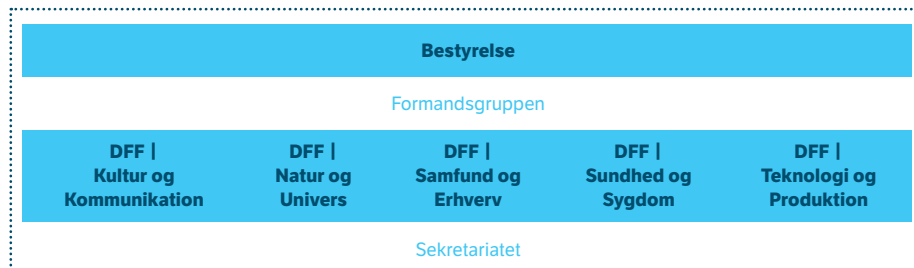 Bestyrelse
Formandsgruppen
DFF |
Kultur og
Kommunikation
DFF |
Natur og
Univers
DFF |
Samfund og
Erhverv
DFF |
Sundhed og
Sygdom
DFF |
Teknologi og
Produktion
Sekretariatet